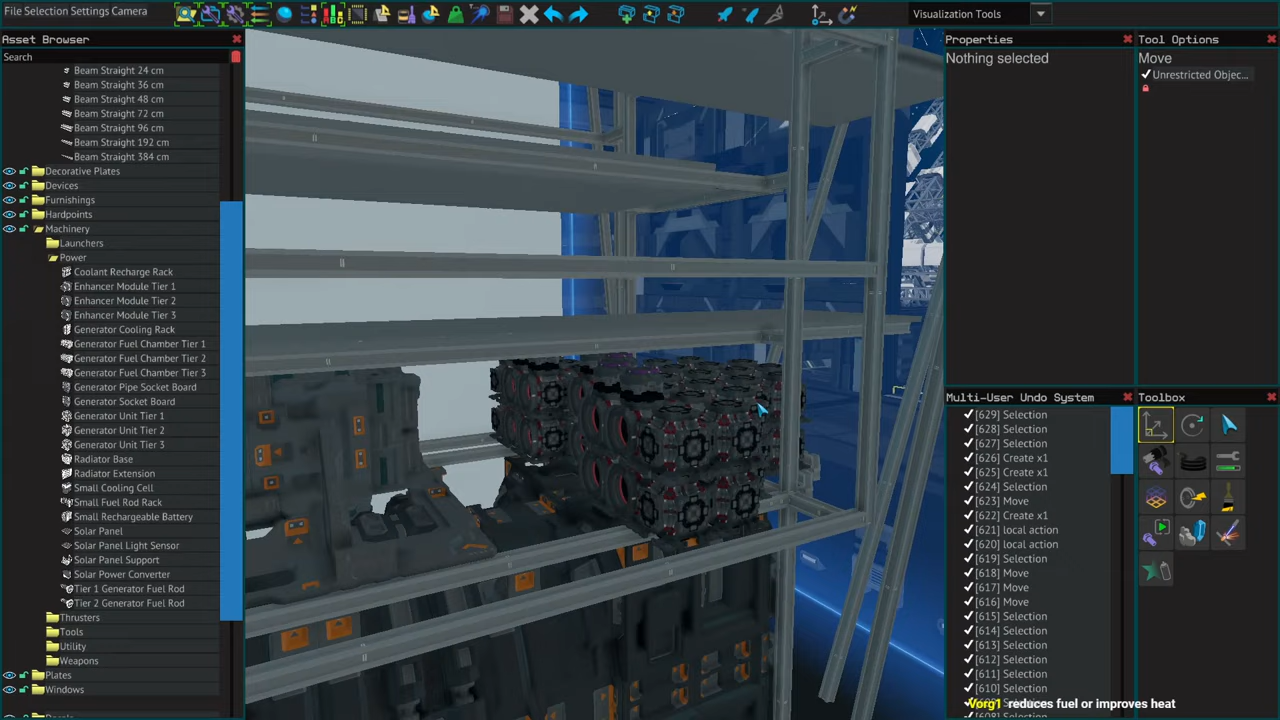 File Selection Settings Camera
Visualization Tools
Asset Browser
Search
Beam Straight 24 cm
Beam Straight 36 cm
Beam Straight 48 cm
Beam Straight 72 cm
Beam Straight 96 cm
Beam Straight 192 cm
Beam Straight 384 cm
Decorative Plates
Devices
Furnishings
Hardpoints
Machinery
Launchers
Power
Coolant Recharge Rack
Enhancer Module Tier 1
Enhancer Module Tier 2
Enhancer Module Tier 3
Generator Cooling Rack
Generator Fuel Chamber Tier 1
Generator Fuel Chamber Tier 2
Generator Fuel Chamber Tier 3
Generator Pipe Socket Board
Generator Socket Board
Generator Unit Tier 1
Generator Unit Tier 2
Generator Unit Tier 3
Radiator Base
Radiator Extension
Small Cooling Cell
Small Fuel Rod Rack
Small Rechargeable Battery
Solar Panel
Solar Panel Light Sensor
Solar Panel Support
Solar Power Converter
Tier 1 Generator Fuel Rod
Tier 2 Generator Fuel Rod
Thrusters
Tools
Utility
Weapons
Plates
Windows
Properties
Nothing selected
Tool Options
Move
Unrestricted Objec...
Multi-User Undo System
[629] Selection
[628] Selection
[627] Selection
[626] Create x1
[625] Create x1
[624] Selection
[623] Move
[622] Create x1
[621] local action
[620] local action
[619] Selection
[618] Move
[617] Move
[616] Move
[615] Selection
[614] Selection
[613] Selection
[612] Selection
[611] Selection
[610] Selection
Toolbox
Vorg1 reduces fuel or improves heat